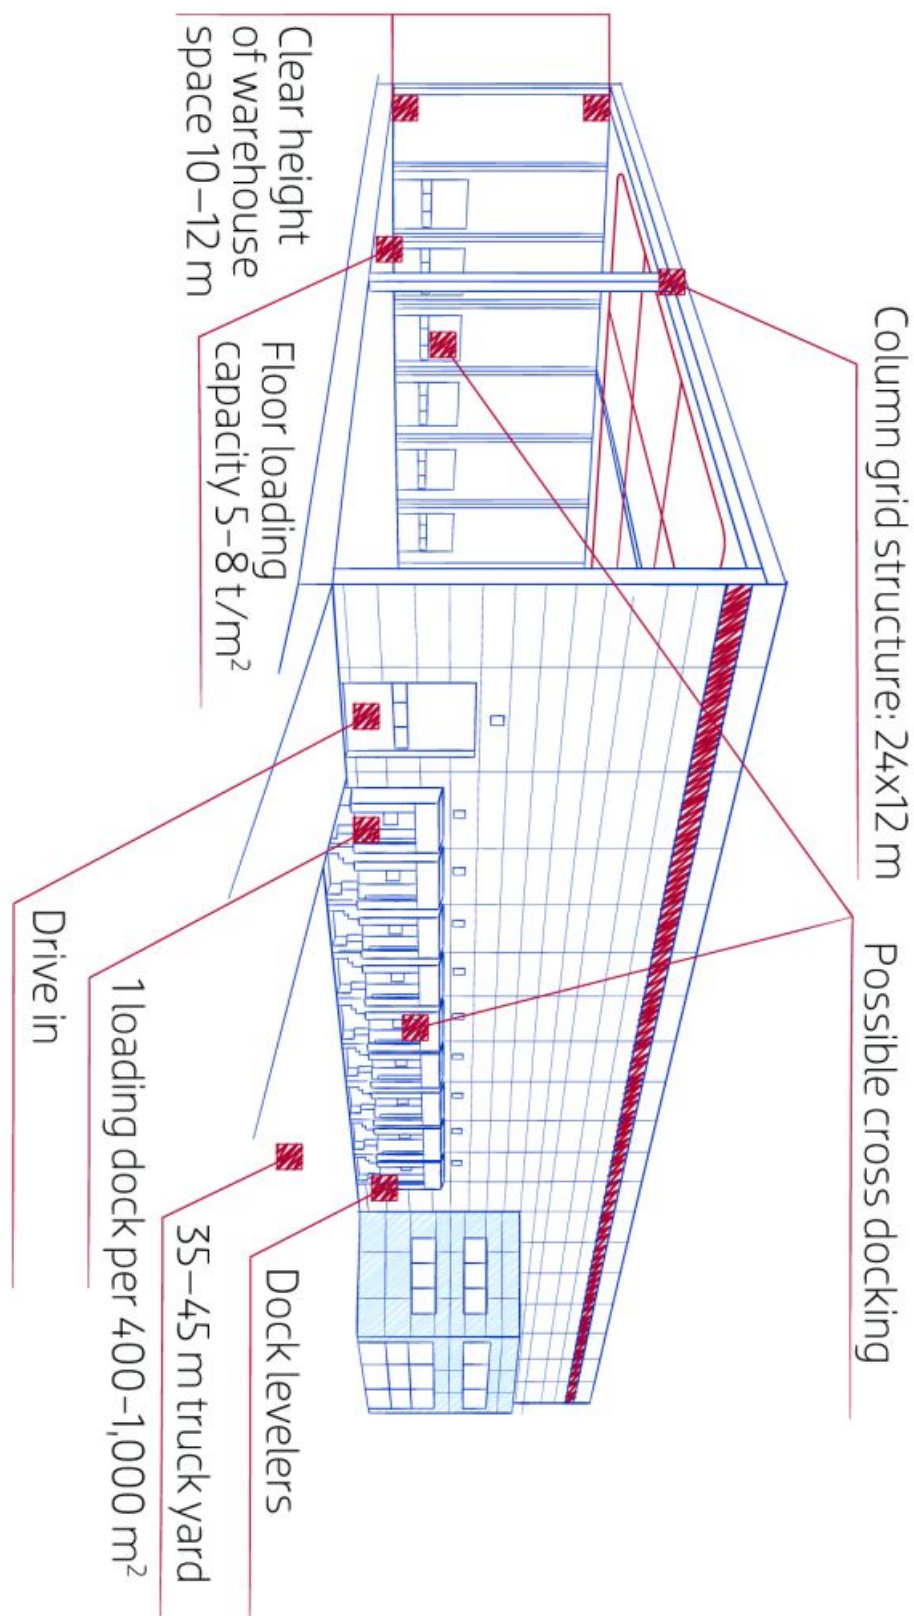 Column grid structure: 24x12 m
Possible cross docking
Clear height
of warehouse
space 10–12 m
Floor loading
capacity 5–8 t/m²
Dock levelers
35–45 m truck yard
1 loading dock per 400–1,000 m²
Drive in